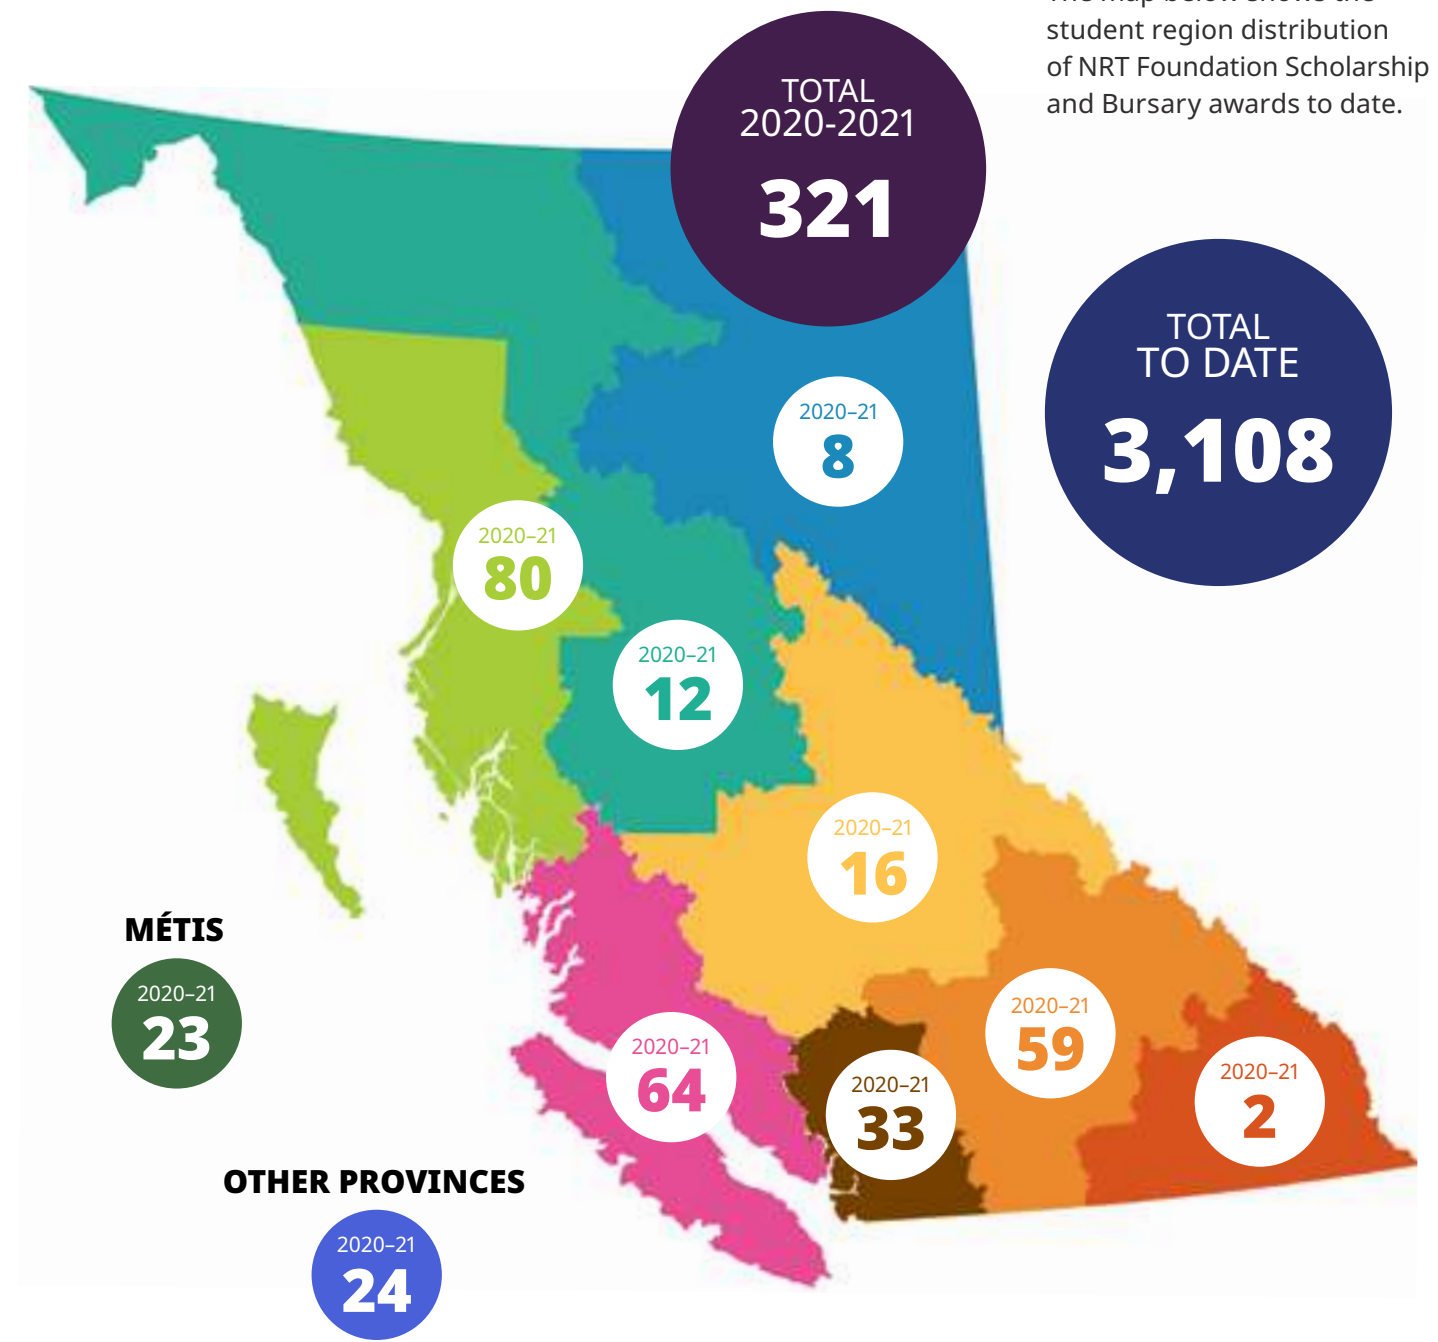 student region distribution
of NRT Foundation Scholarship
and Bursary awards to date.
TOTAL
2020-2021
321
TOTAL
TO DATE
3,108
2020–21
8
2020–21
80
2020–21
12
2020–21
16
MÉTIS
2020–21
23
2020–21
59
2020–21
64
2020–21
33
2020–21
2
OTHER PROVINCES
2020–21
24